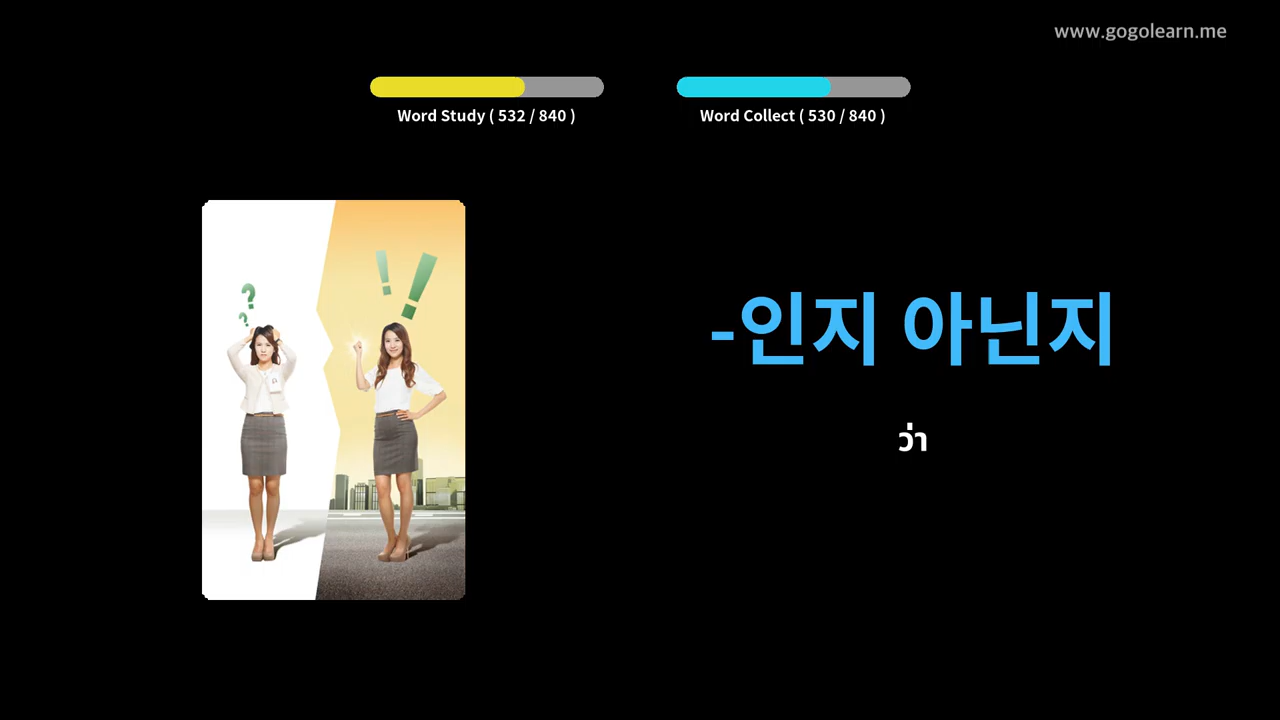 www.gogolearn.me
Word Study ( 532 / 840 )
Word Collect ( 530 / 840 )
-인지 아닌지
ว่า